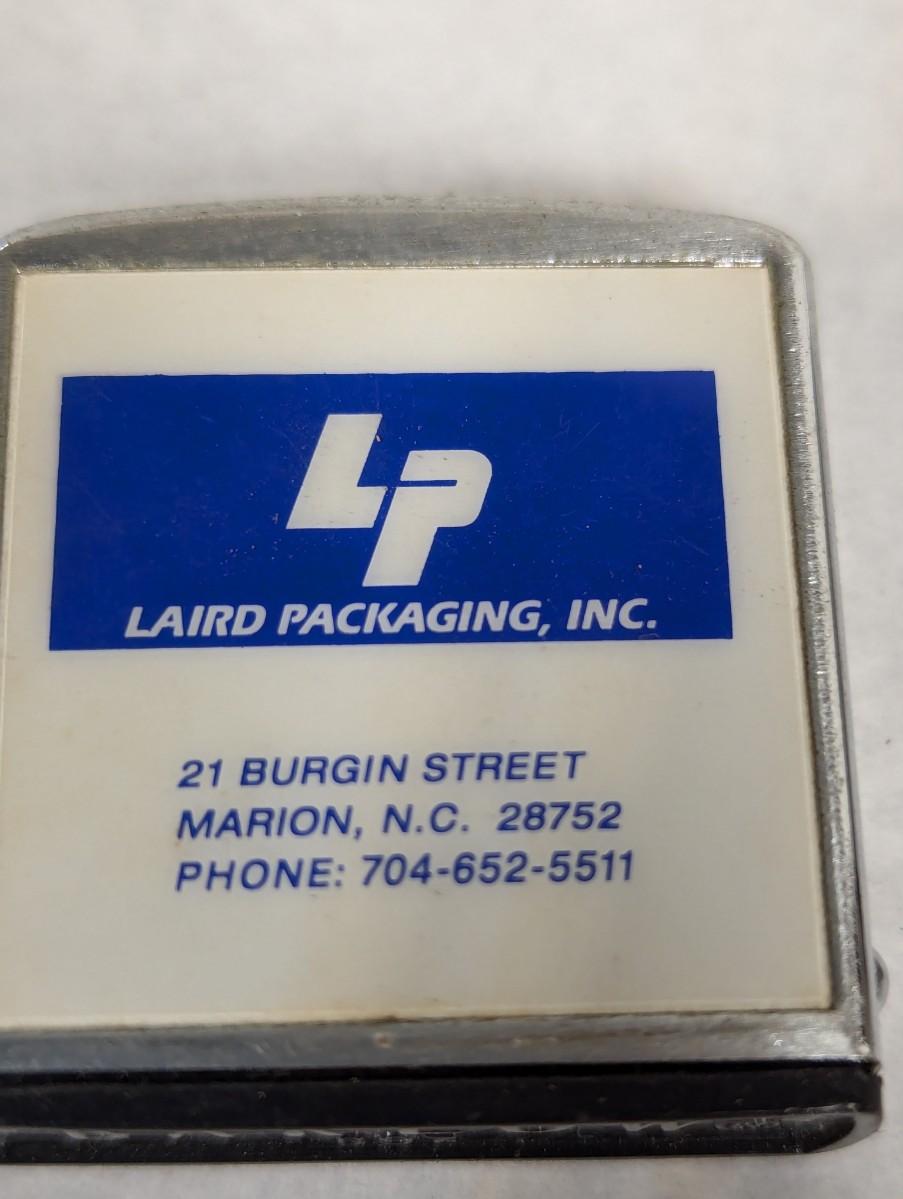 LP
LAIRD PACKAGING, INC.
21 BURGIN STREET
MARION, N.C. 28752
PHONE: 704-652-5511